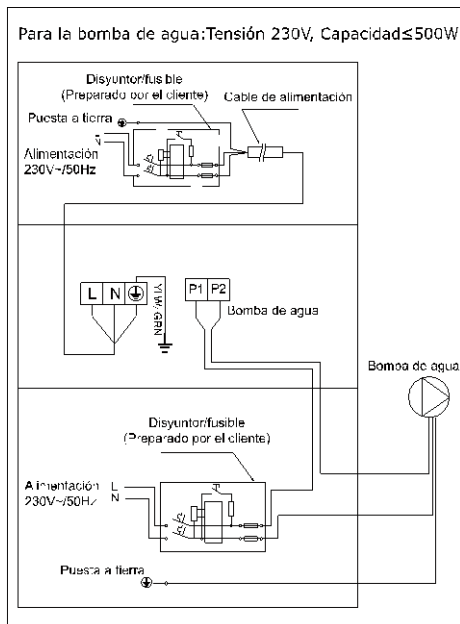 Para la bomba de agua:Tensión 230V, Capacidad≤500W
Disyuntor/fusible
(Preparado por el cliente)
Cable de alimentación
Puesta a tierra
L
N
Alimentación
230V~/50Hz
L N
YLW/GRN
P1 P2
Bomba de agua
Bomba de agua
Disyuntor/fusible
(Preparado por el cliente)
Alimentación
230V~/50Hz
L
N
Puesta a tierra